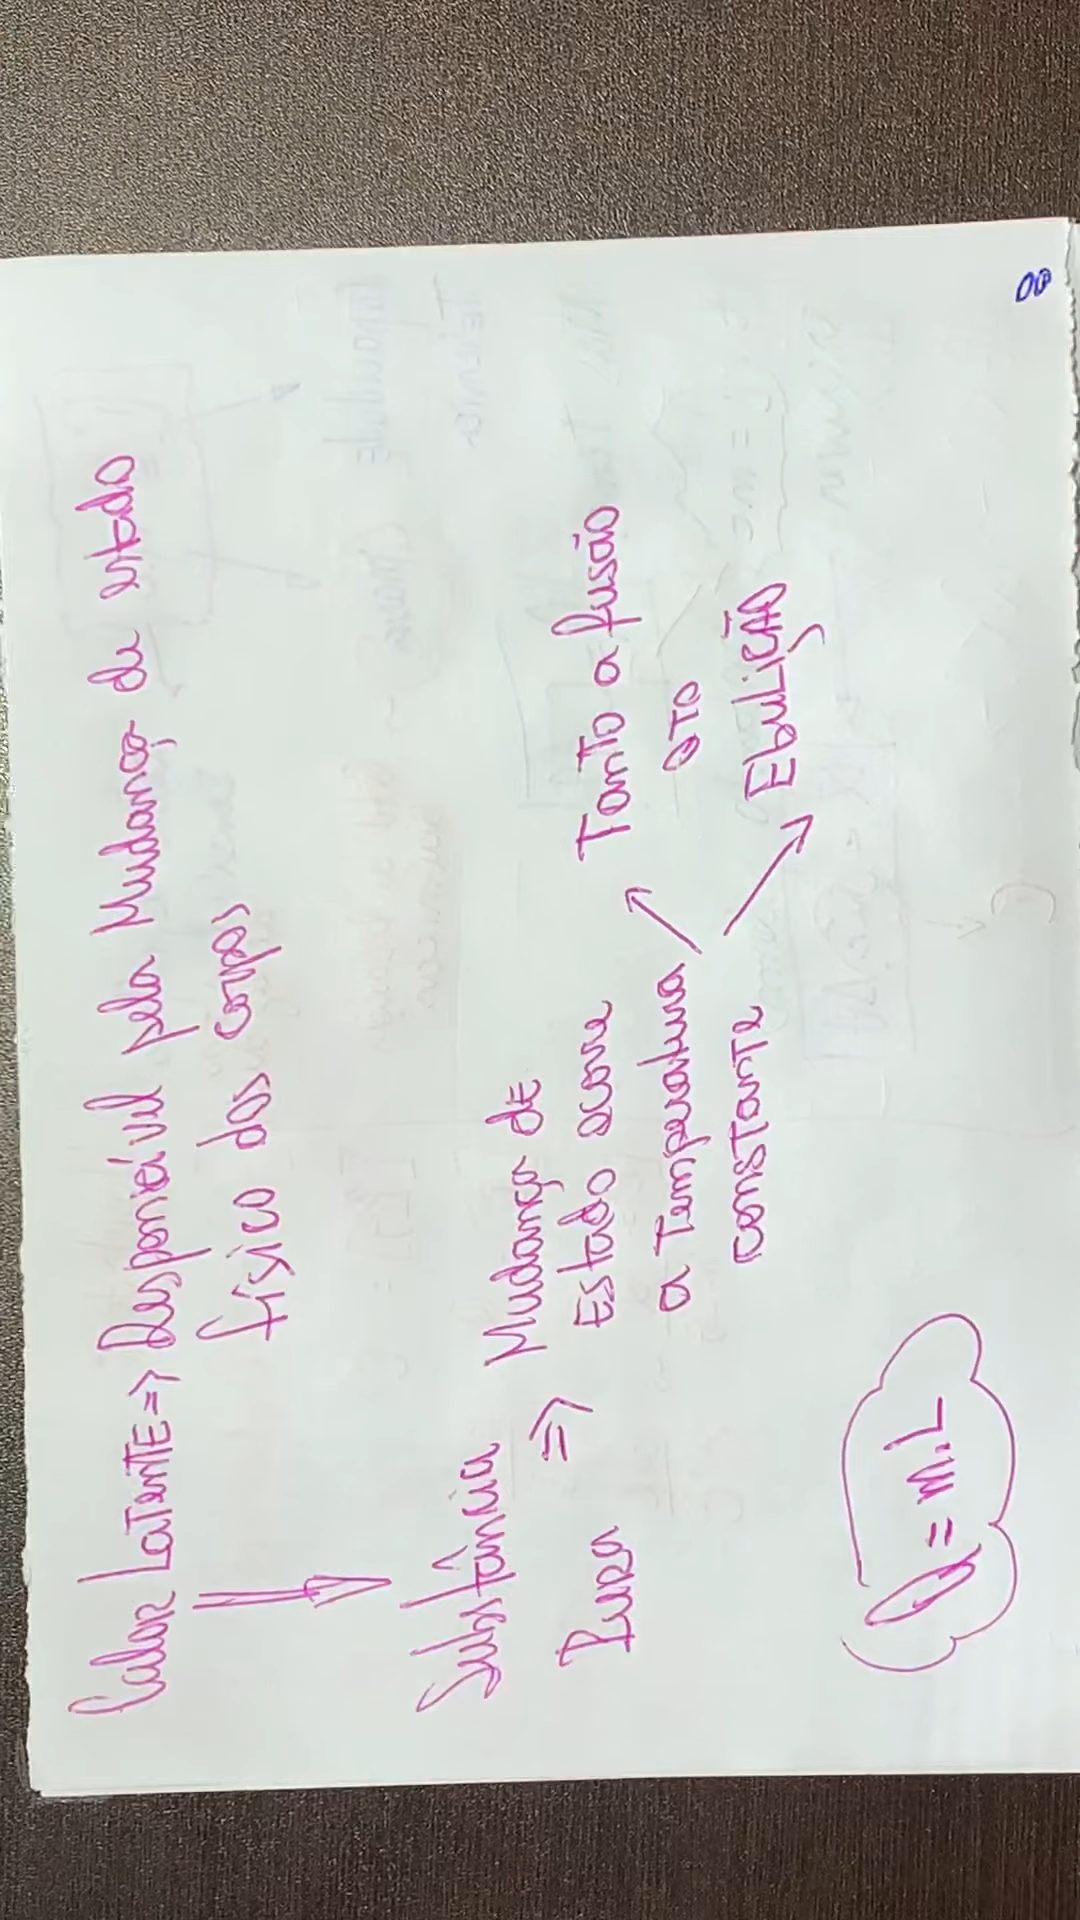 Calor Latente => Responsável pela Mudança de estado
físico dos corpos
Substância
Pura =>
Mudança de
Estado ocorre
a Temperatura
constante
Tanto a fusão
QTO
Ebulição
Q = m.L